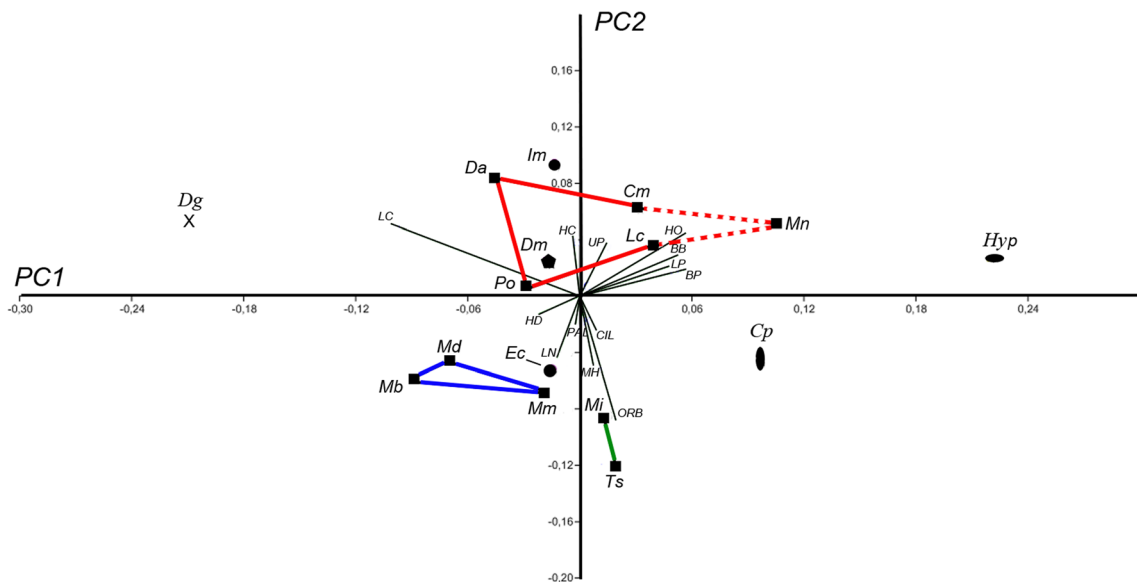 PC2
0,16
0,12
Im
Da
0,08
Cm
Dg
X
LC
HC
UP
Lc
HO
Mn
Dm
BB
Hyp
LP
BP
PC1
Po
-0,30
-0,24
-0,18
-0,12
-0,06
0,06
0,12
0,18
0,24
HD
PAL
CIL
Cp
Md
Ec
LN
MH
Mb
Mm
Mi
ORB
-0,12
Ts
-0,16
-0.20